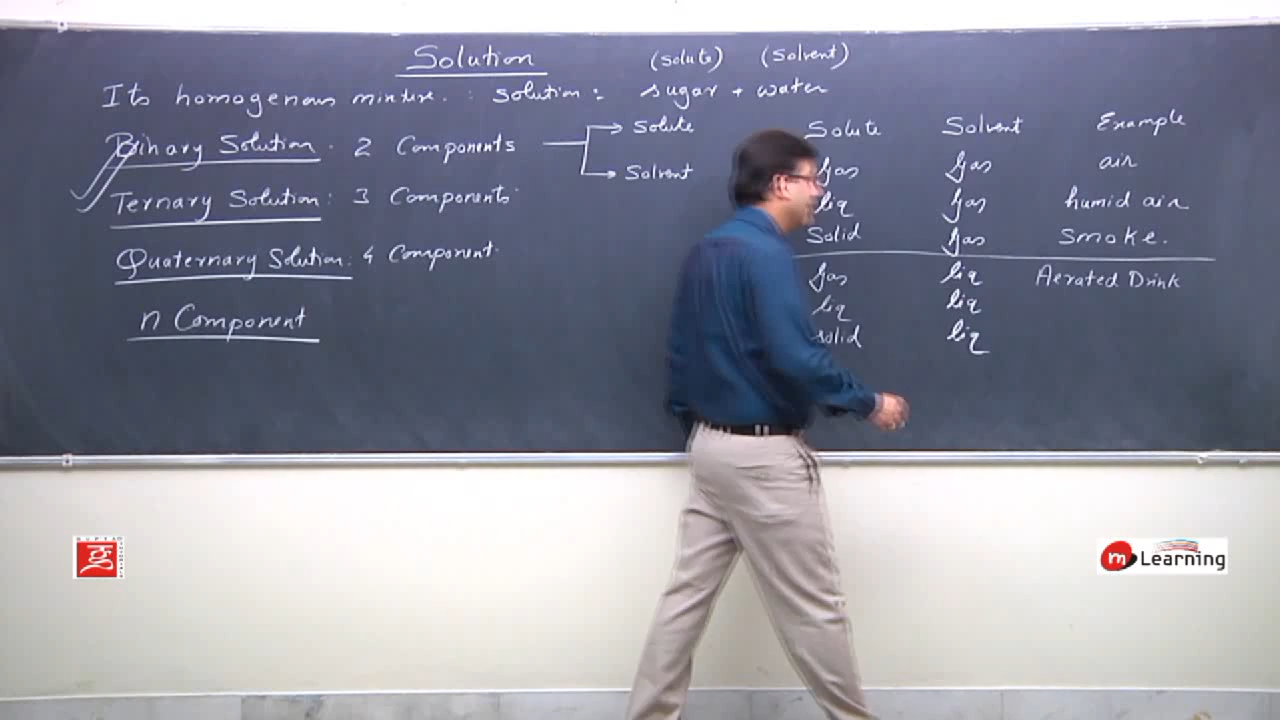 Solution
(Solute) (Solvent)
Its homogenous mixture. : Solution: sugar + water
Binary Solution. 2 Components → Solute
→ Solvent
Ternary Solution: 3 Components
Quaternary Solution: 4 Component
n Component
Solute Solvent Example
gas gas air
liq gas humid air
Solid gas Smoke.
gas liq Aerated Drink
liq liq
solid liq
m Learning